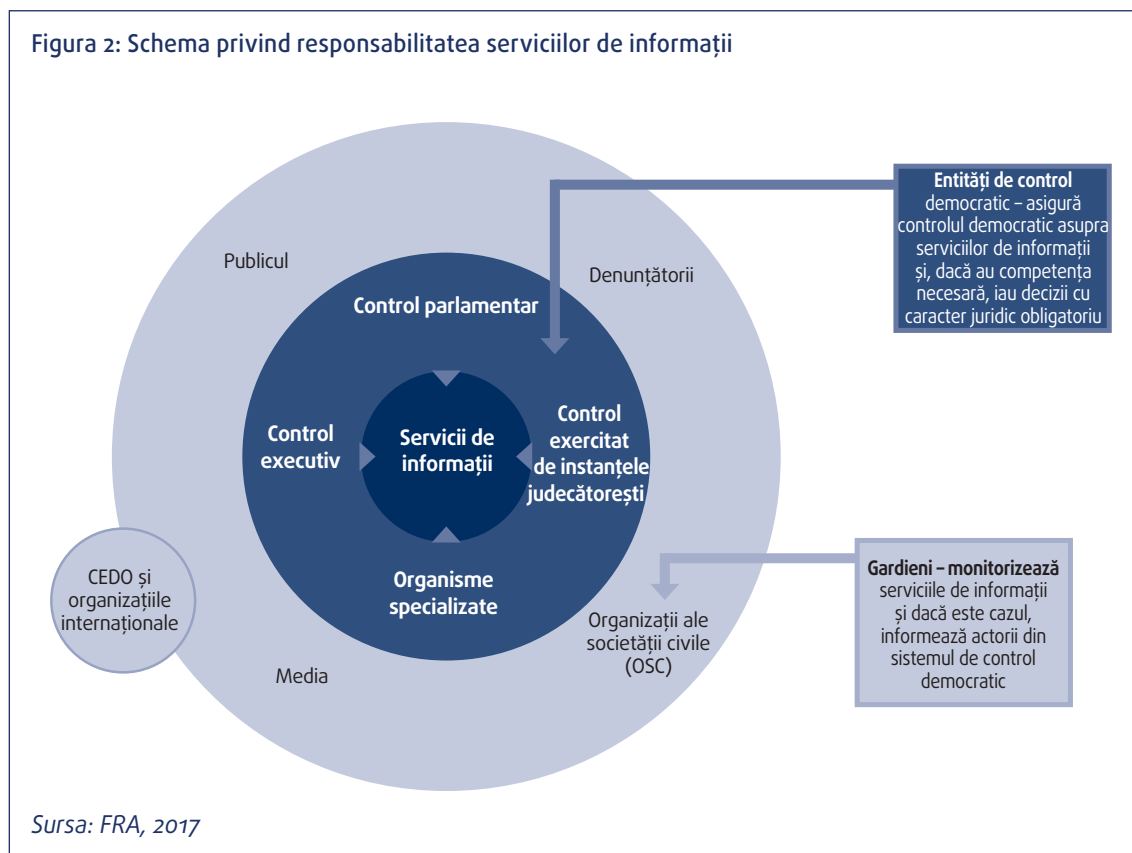 Figura 2: Schema privind responsabilitatea serviciilor de informații
Publicul
Denunțătorii
Control parlamentar
Control
executiv
Servicii de
informații
Control
exercitat
de instanțele
judecătorești
Organisme
specializate
CEDO și
organizațiile
internaționale
Media
Organizații ale
societății civile
(OSC)
Entități de control
democratic – asigură
controlul democratic asupra
serviciilor de informații
și, dacă au competența
necesară, iau decizii cu
caracter juridic obligatoriu
Gardieni – monitorizează
serviciile de informații
și dacă este cazul,
informează actorii din
sistemul de control
democratic
Sursa: FRA, 2017